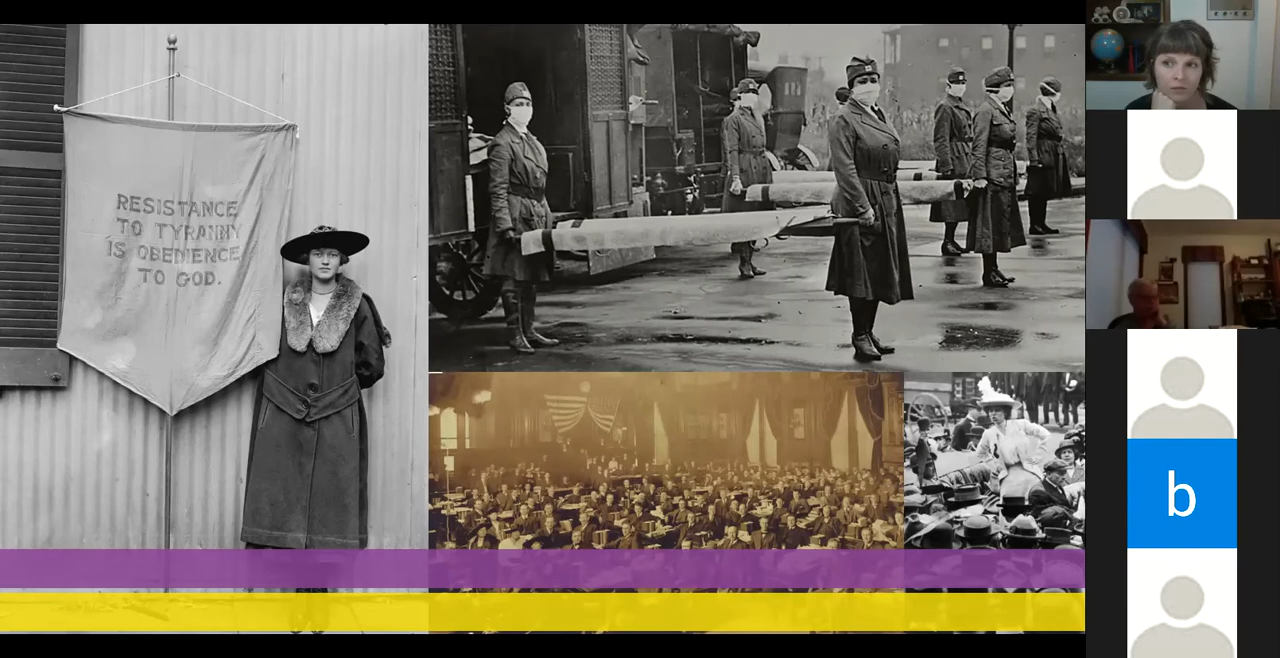 RESISTANCE
TO TYRANNY
IS OBEDIENCE
TO GOD.
b